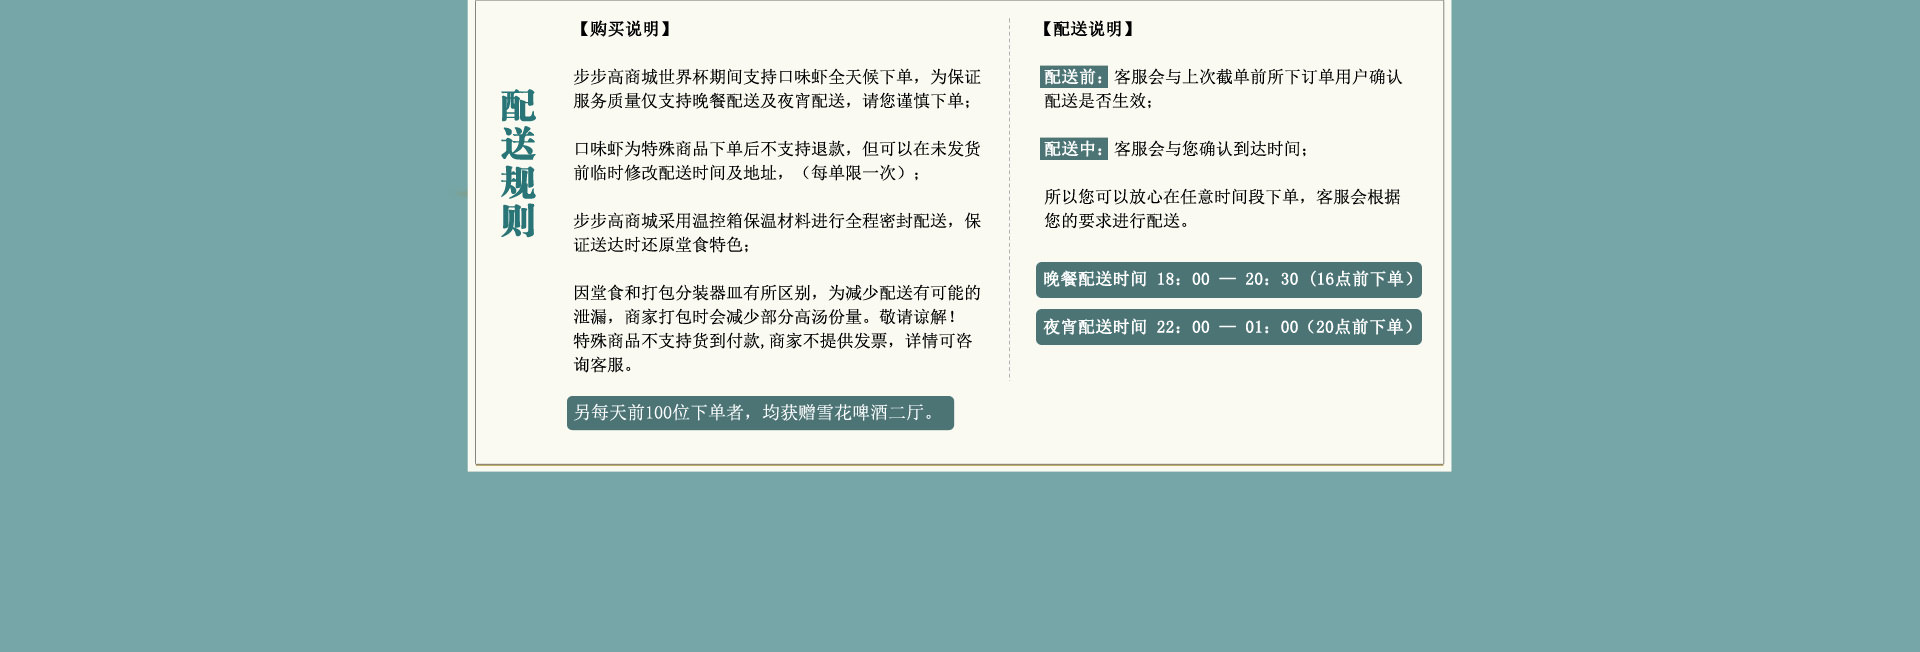 配送规则
【购买说明】
步步高商城世界杯期间支持口味虾全天候下单，为保证
服务质量仅支持晚餐配送及夜宵配送，请您谨慎下单；
口味虾为特殊商品下单后不支持退款，但可以在未发货
前临时修改配送时间及地址，（每单限一次）；
步步高商城采用温控箱保温材料进行全程密封配送，保
证送达时还原堂食特色；
因堂食和打包分装器皿有所区别，为减少配送有可能的
泄漏，商家打包时会减少部分高汤份量。敬请谅解！
特殊商品不支持货到付款,商家不提供发票，详情可咨
询客服。
另每天前100位下单者，均获赠雪花啤酒二厅。
【配送说明】
配送前：客服会与上次截单前所下订单用户确认
配送是否生效；
配送中：客服会与您确认到达时间；
所以您可以放心在任意时间段下单，客服会根据
您的要求进行配送。
晚餐配送时间 18：00 — 20：30（16点前下单）
夜宵配送时间 22：00 — 01：00（20点前下单）